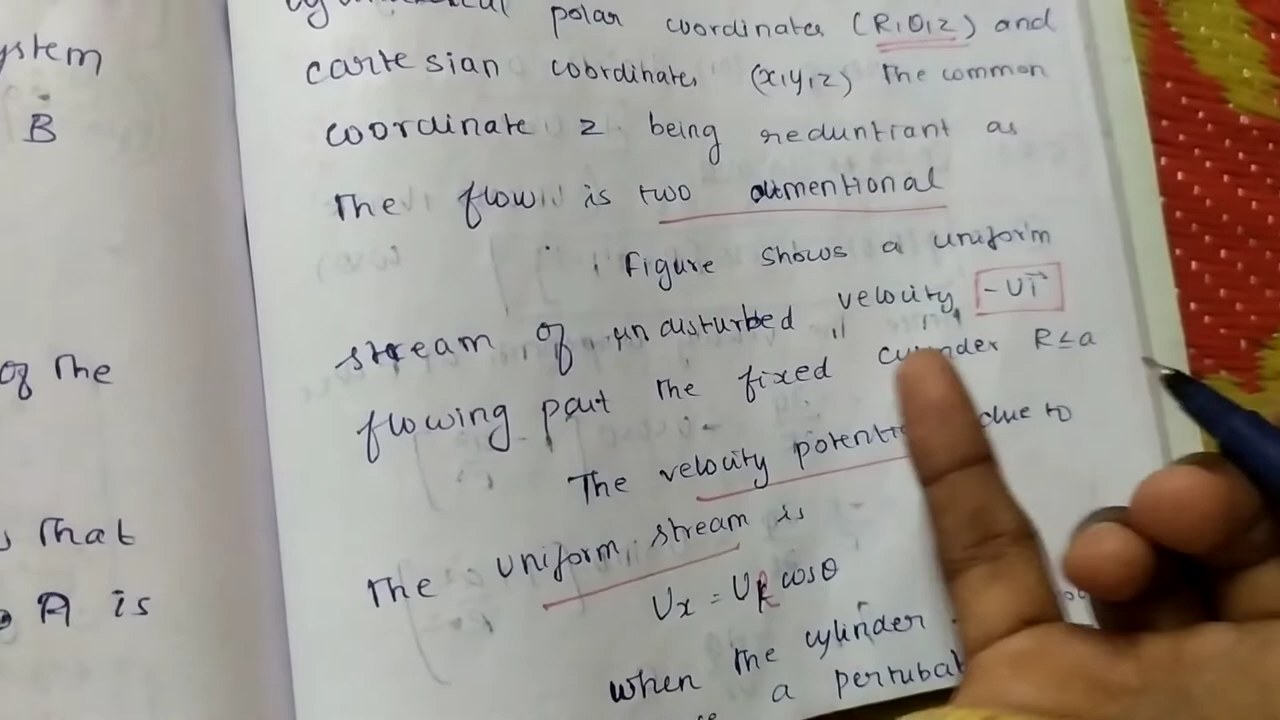 ystem
B
of The
s That
A is
polar coordinates (R,θ,z) and
cartesian coordinates (x,y,z) The common
coordinate z being reduntrant as
The flow is two dimentional
Figure shows a uniform
stream of undisturbed velocity -Ui⃗
flowing past the fixed cylinder R≤a
The velocity potenti due to
The uniform stream is
Ux = UR cosθ
when the cylinder
a pertubat